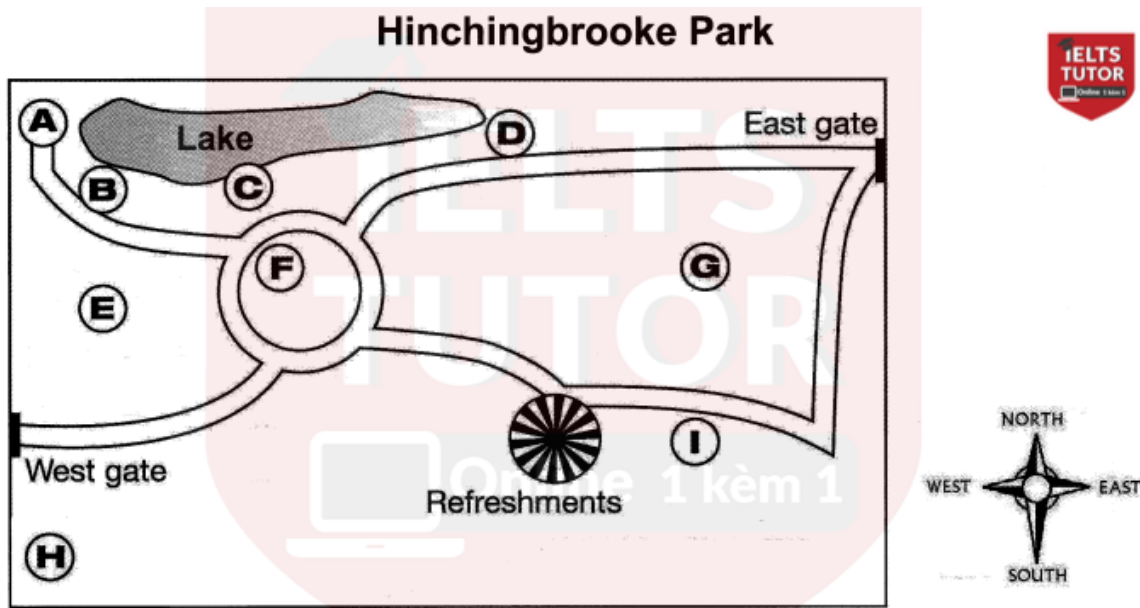 Hinchingbrooke Park
IELTS
TUTOR
Online 1 kèm 1
A
Lake
D
East gate
B
C
IELTS
F
G
TUTOR
E
NORTH
I
West gate
Online 1 kèm 1
WEST
EAST
Refreshments
H
SOUTH